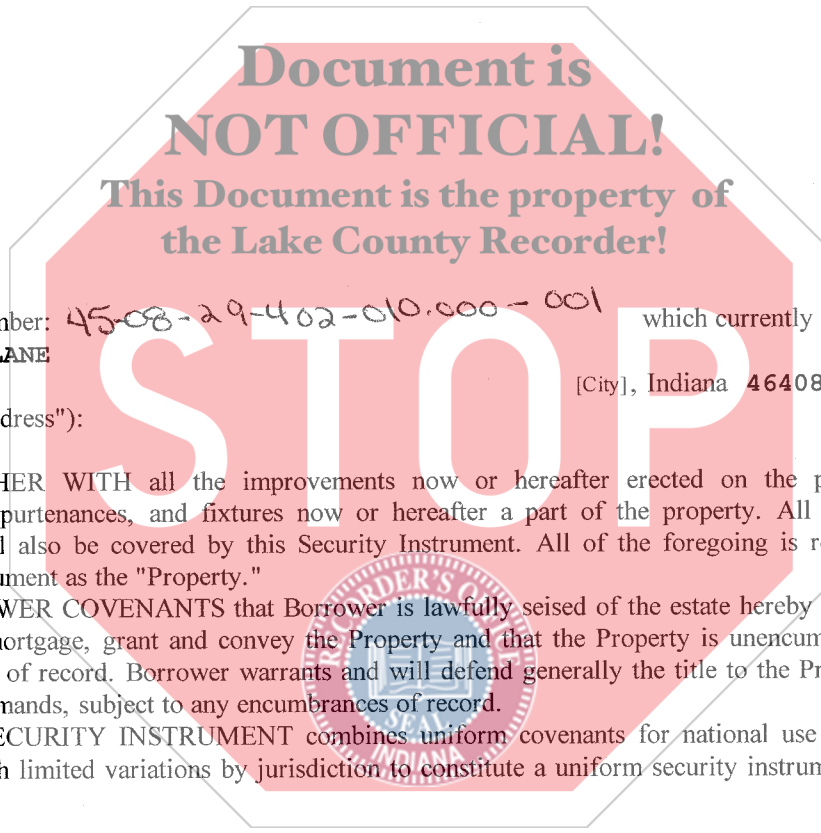 Document is
NOT OFFICIAL!
This Document is the property of
the Lake County Recorder!
STOP
nber: 45-08-29-402-010.000-001 which currently
LANE
[City], Indiana 46408
dress"):
HER WITH all the improvements now or hereafter erected on the p
purtenances, and fixtures now or hereafter a part of the property. All
l also be covered by this Security Instrument. All of the foregoing is r
ument as the "Property."
WER COVENANTS that Borrower is lawfully seised of the estate hereby
nortgage, grant and convey the Property and that the Property is unencum
of record. Borrower warrants and will defend generally the title to the Pr
mands, subject to any encumbrances of record.
ECURITY INSTRUMENT combines uniform covenants for national use
h limited variations by jurisdiction to constitute a uniform security instrum
RECORDER'S OFFICE
SEAL
INDIANA